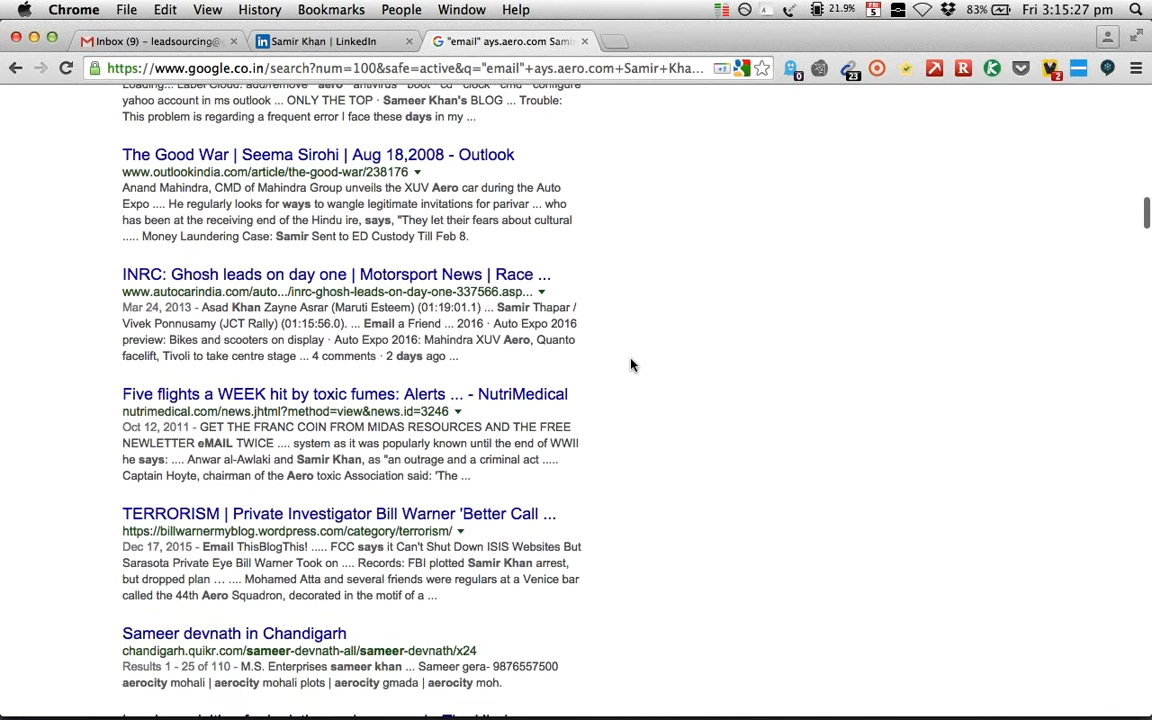 Chrome File Edit View History Bookmarks People Window Help 21.9% 5 83% Fri 3:15:27 pm
Inbox (9) – leadsourcing@ Samir Khan | LinkedIn "email" ays.aero.com Sami
https://www.google.co.in/search?num=100&safe=active&q="email"+ays.aero.com+Samir+Kha... 0 23 2
yahoo account in ms outlook ... ONLY THE TOP · Sameer Khan's BLOG ... Trouble:
This problem is regarding a frequent error I face these days in my ...
The Good War | Seema Sirohi | Aug 18,2008 - Outlook
www.outlookindia.com/article/the-good-war/238176
Anand Mahindra, CMD of Mahindra Group unveils the XUV Aero car during the Auto
Expo .... He regularly looks for ways to wangle legitimate invitations for parivar ... who
has been at the receiving end of the Hindu ire, says, "They let their fears about cultural
..... Money Laundering Case: Samir Sent to ED Custody Till Feb 8.
INRC: Ghosh leads on day one | Motorsport News | Race ...
www.autocarindia.com/auto.../inrc-ghosh-leads-on-day-one-337566.asp...
Mar 24, 2013 - Asad Khan Zayne Asrar (Maruti Esteem) (01:19:01.1) ... Samir Thapar /
Vivek Ponnusamy (JCT Rally) (01:15:56.0). ... Email a Friend ... 2016 · Auto Expo 2016
preview: Bikes and scooters on display · Auto Expo 2016: Mahindra XUV Aero, Quanto
facelift, Tivoli to take centre stage ... 4 comments · 2 days ago ...
Five flights a WEEK hit by toxic fumes: Alerts ... - NutriMedical
nutrimedical.com/news.jhtml?method=view&news.id=3246
Oct 12, 2011 - GET THE FRANC COIN FROM MIDAS RESOURCES AND THE FREE
NEWLETTER eMAIL TWICE .... system as it was popularly known until the end of WWII
he says: .... Anwar al-Awlaki and Samir Khan, as "an outrage and a criminal act .....
Captain Hoyte, chairman of the Aero toxic Association said: 'The ...
TERRORISM | Private Investigator Bill Warner 'Better Call ...
https://billwarnermyblog.wordpress.com/category/terrorism/
Dec 17, 2015 - Email ThisBlogThis! ..... FCC says it Can't Shut Down ISIS Websites But
Sarasota Private Eye Bill Warner Took on .... Records: FBI plotted Samir Khan arrest,
but dropped plan … .... Mohamed Atta and several friends were regulars at a Venice bar
called the 44th Aero Squadron, decorated in the motif of a ...
Sameer devnath in Chandigarh
chandigarh.quikr.com/sameer-devnath-all/sameer-devnath/x24
Results 1 - 25 of 110 - M.S. Enterprises sameer khan ... Sameer gera- 9876557500
aerocity mohali | aerocity mohali plots | aerocity gmada | aerocity moh.